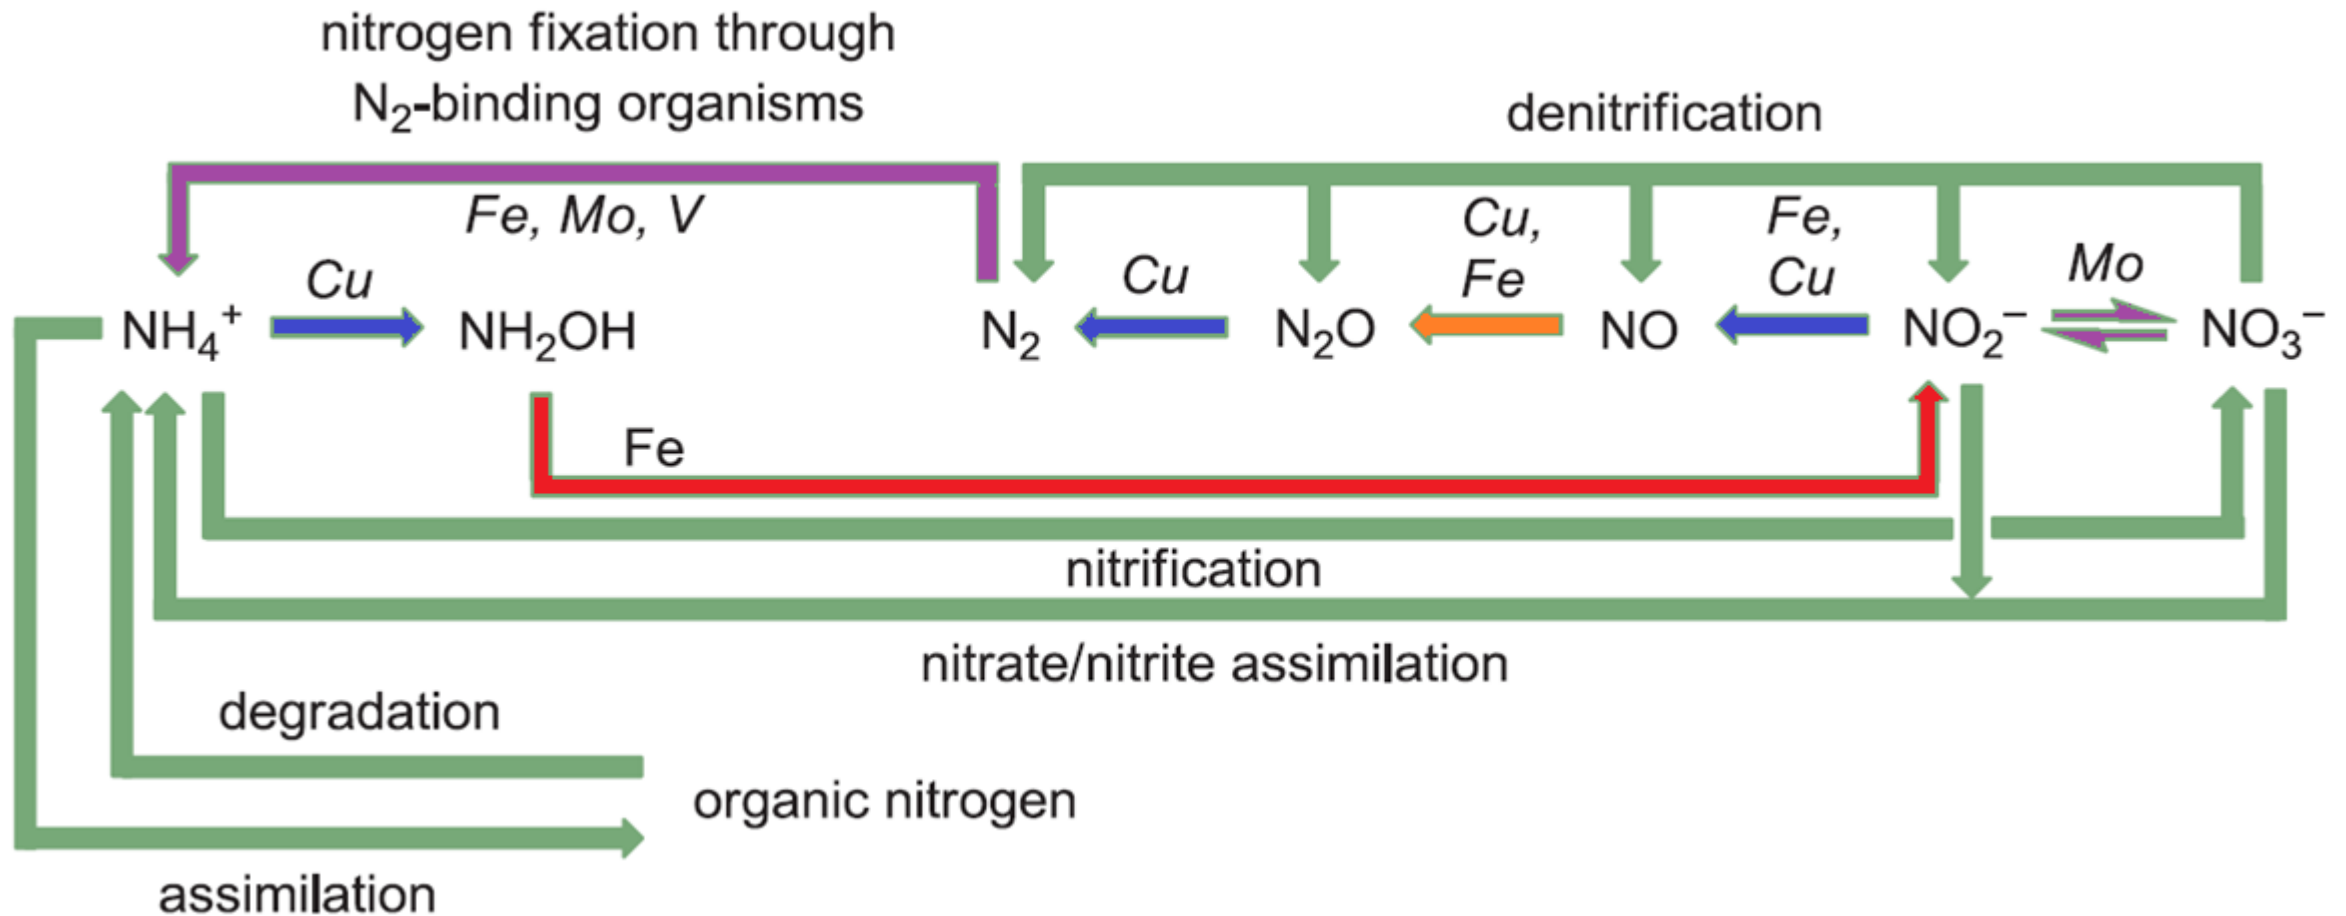 nitrogen fixation through
N₂-binding organisms
denitrification
Fe, Mo, V
Cu,
Fe
Fe,
Cu
Cu
Cu
Mo
NH₄⁺ NH₂OH N₂ N₂O NO NO₂⁻ NO₃⁻
Fe
nitrification
nitrate/nitrite assimilation
degradation
organic nitrogen
assimilation